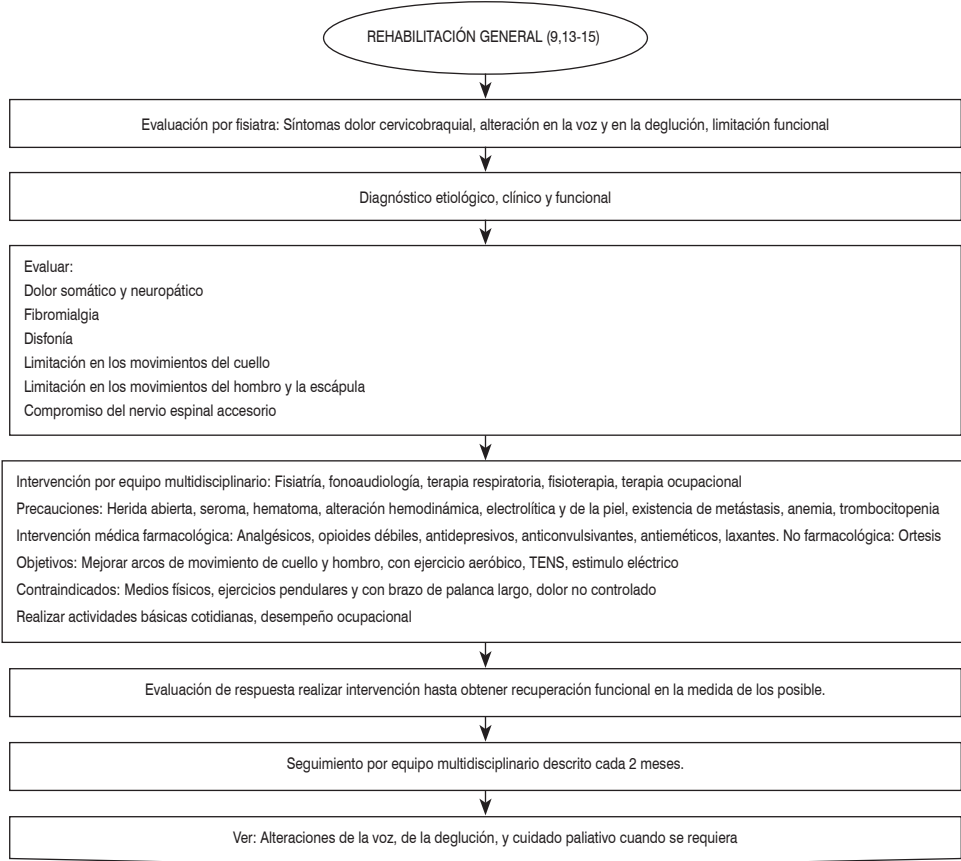 REHABILITACIÓN GENERAL (9,13-15)
Evaluación por fisiatra: Síntomas dolor cervicobraquial, alteración en la voz y en la deglución, limitación funcional
Diagnóstico etiológico, clínico y funcional
Evaluar:
Dolor somático y neuropático
Fibromialgia
Disfonía
Limitación en los movimientos del cuello
Limitación en los movimientos del hombro y la escápula
Compromiso del nervio espinal accesorio
Intervención por equipo multidisciplinario: Fisiatría, fonoaudiología, terapia respiratoria, fisioterapia, terapia ocupacional
Precauciones: Herida abierta, seroma, hematoma, alteración hemodinámica, electrolítica y de la piel, existencia de metástasis, anemia, trombocitopenia
Intervención médica farmacológica: Analgésicos, opioides débiles, antidepresivos, anticonvulsivantes, antieméticos, laxantes. No farmacológica: Ortesis
Objetivos: Mejorar arcos de movimiento de cuello y hombro, con ejercicio aeróbico, TENS, estimulo eléctrico
Contraindicados: Medios físicos, ejercicios pendulares y con brazo de palanca largo, dolor no controlado
Realizar actividades básicas cotidianas, desempeño ocupacional
Evaluación de respuesta realizar intervención hasta obtener recuperación funcional en la medida de los posible.
Seguimiento por equipo multidisciplinario descrito cada 2 meses.
Ver: Alteraciones de la voz, de la deglución, y cuidado paliativo cuando se requiera